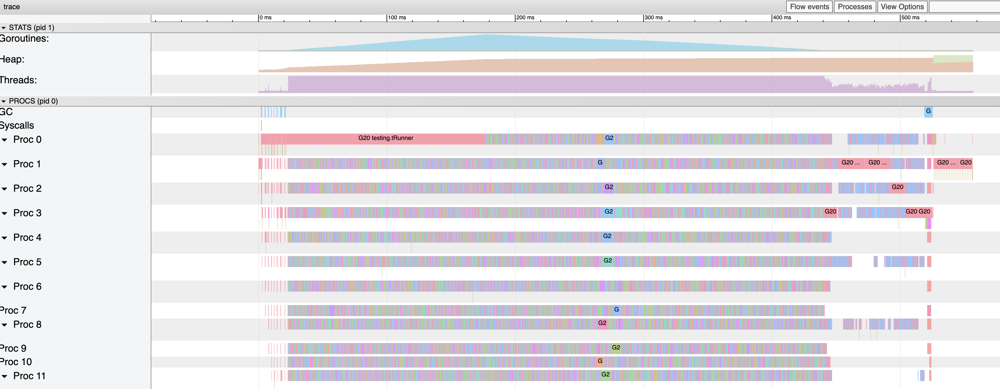 trace
Flow events Processes View Options
0 ms 100 ms 200 ms 300 ms 400 ms 500 ms
STATS (pid 1)
Goroutines:
Heap:
Threads:
PROCS (pid 0)
GC G
Syscalls
Proc 0 G20 testing.tRunner G2
Proc 1 G G20 ... G20 ... G20 ... G20
Proc 2 G2 G20
Proc 3 G2 G20 G20 G20
Proc 4 G2
Proc 5 G2
Proc 6
Proc 7 G
Proc 8 G2
Proc 9 G2
Proc 10 G
Proc 11 G2